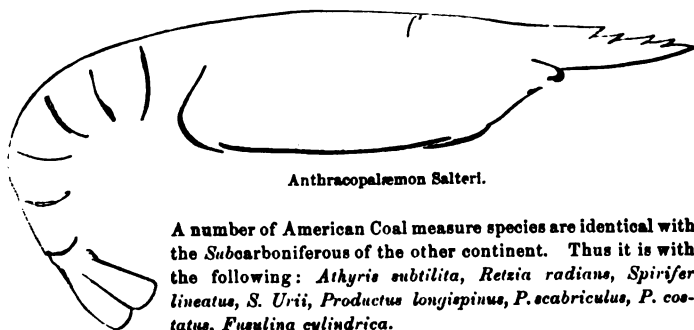 Anthracopalæmon Salteri.
A number of American Coal measure species are identical with
the Subcarboniferous of the other continent. Thus it is with
the following: Athyris subtilita, Retzia radians, Spirifer
lineatus, S. Urii, Productus longispinus, P. scabriculus, P. cos-
tatus, Fusulina cylindrica.